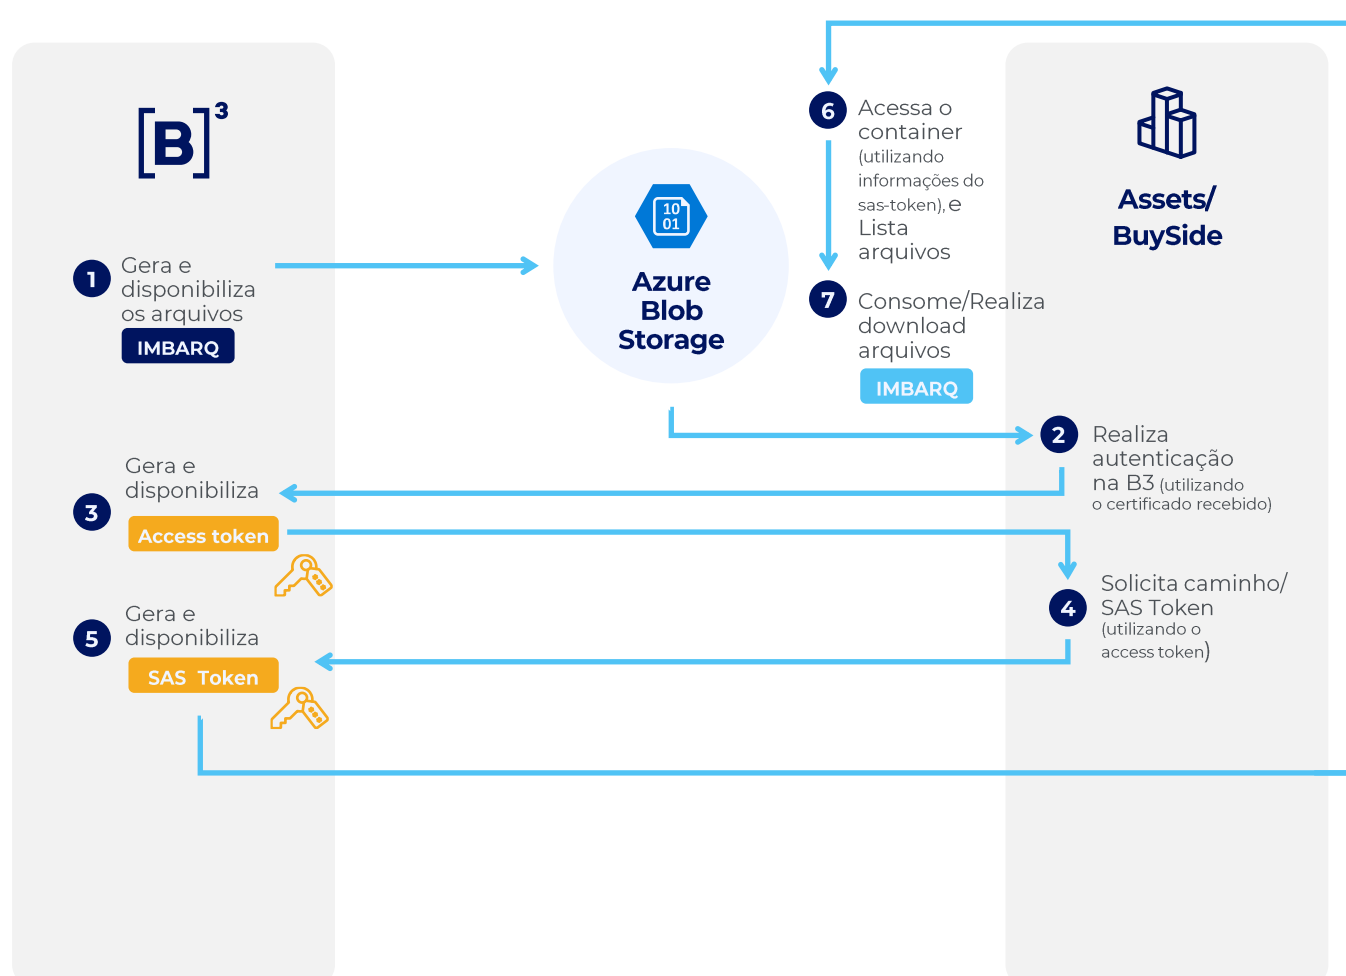 [B]³
1
Gera e
disponibiliza
os arquivos
IMBARQ
10
01
Azure
Blob
Storage
6
Acessa o
container
(utilizando
informações do
sas-token), e
Lista
arquivos
7
Consome/Realiza
download
arquivos
IMBARQ
Assets/
BuySide
2
Realiza
autenticação
na B3 (utilizando
o certificado recebido)
3
Gera e
disponibiliza
Access token
4
Solicita caminho/
SAS Token
(utilizando o
access token)
5
Gera e
disponibiliza
SAS Token